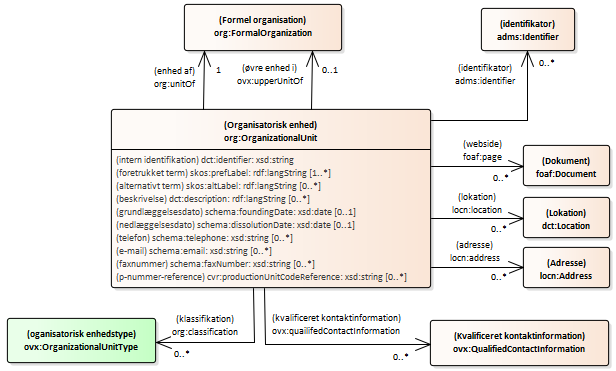 (Formel organisation)
org:FormalOrganization
(identifikator)
adms:Identifier
(enhed af)
org:unitOf
1
(øvre enhed i)
ovx:upperUnitOf
0..1
(identifikator)
adms:identifier
0..*
(Organisatorisk enhed)
org:OrganizationalUnit
(intern identifikation) dct:identifier: xsd:string
(foretrukket term) skos:prefLabel: rdf:langString [1..*]
(alternativt term) skos:altLabel: rdf:langString [0..*]
(beskrivelse) dct:description: rdf:langString [0..*]
(grundlæggelsesdato) schema:foundingDate: xsd:date [0..1]
(nedlæggelsesdato) schema:dissolutionDate: xsd:date [0..1]
(telefon) schema:telephone: xsd:string [0..*]
(e-mail) schema:email: xsd:string [0..*]
(faxnummer) schema:faxNumber: xsd:string [0..*]
(p-nummer-reference) cvr:productionUnitCodeReference: xsd:string [0..*]
(webside)
foaf:page
0..*
(Dokument)
foaf:Document
(lokation)
locn:location
0..*
(Lokation)
dct:Location
(adresse)
locn:address
0..*
(Adresse)
locn:Address
(klassifikation)
org:classification
0..*
(oganisatorisk enhedstype)
ovx:OrganizationalUnitType
(kvalificeret kontaktinformation)
ovx:quailifedContactInformation
0..*
(Kvalificeret kontaktinformation)
ovx:QualifiedContactInformation